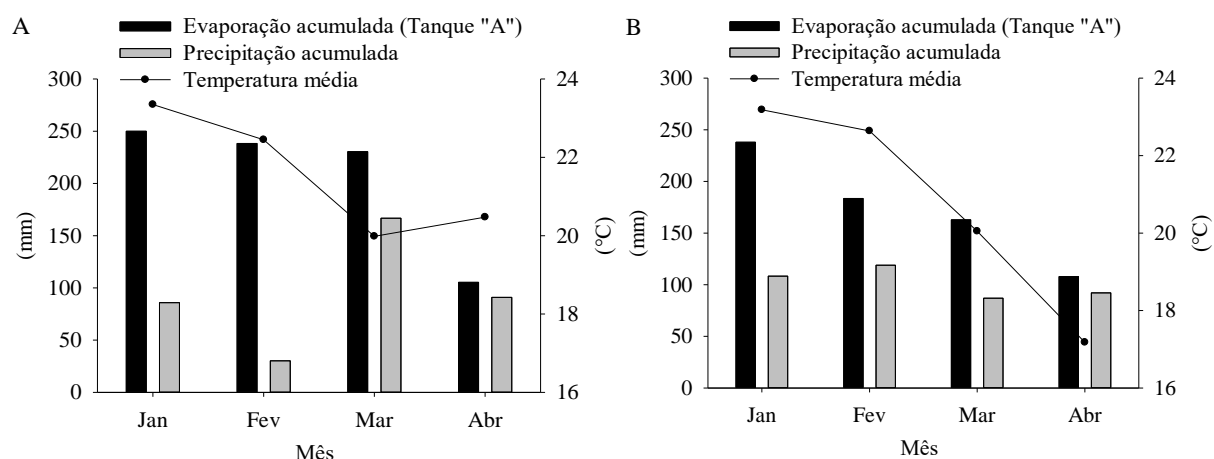 A
Evaporação acumulada (Tanque "A")
Precipitação acumulada
Temperatura média
300
250
200
150
100
50
0
(mm)
24
22
20
18
16
(°C)
Jan Fev Mar Abr
Mês
B
Evaporação acumulada (Tanque "A")
Precipitação acumulada
Temperatura média
300
250
200
150
100
50
0
(mm)
24
22
20
18
16
(°C)
Jan Fev Mar Abr
Mês